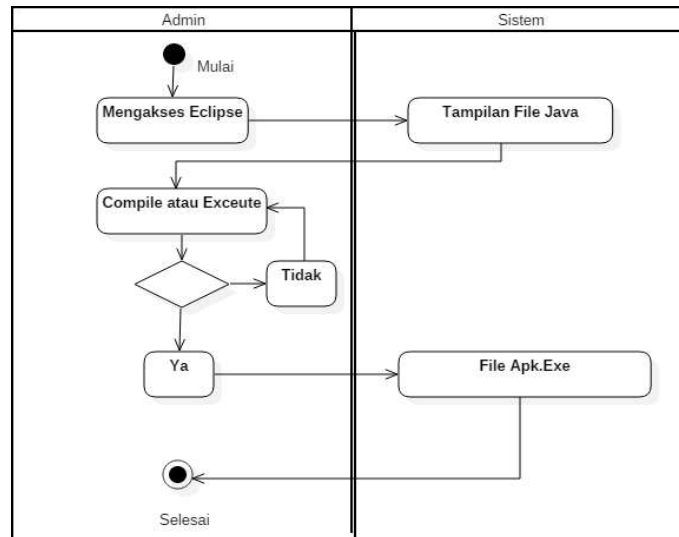 Admin
Sistem
Mulai
Mengakses Eclipse
Tampilan File Java
Compile atau Exceute
Tidak
Ya
File Apk.Exe
Selesai